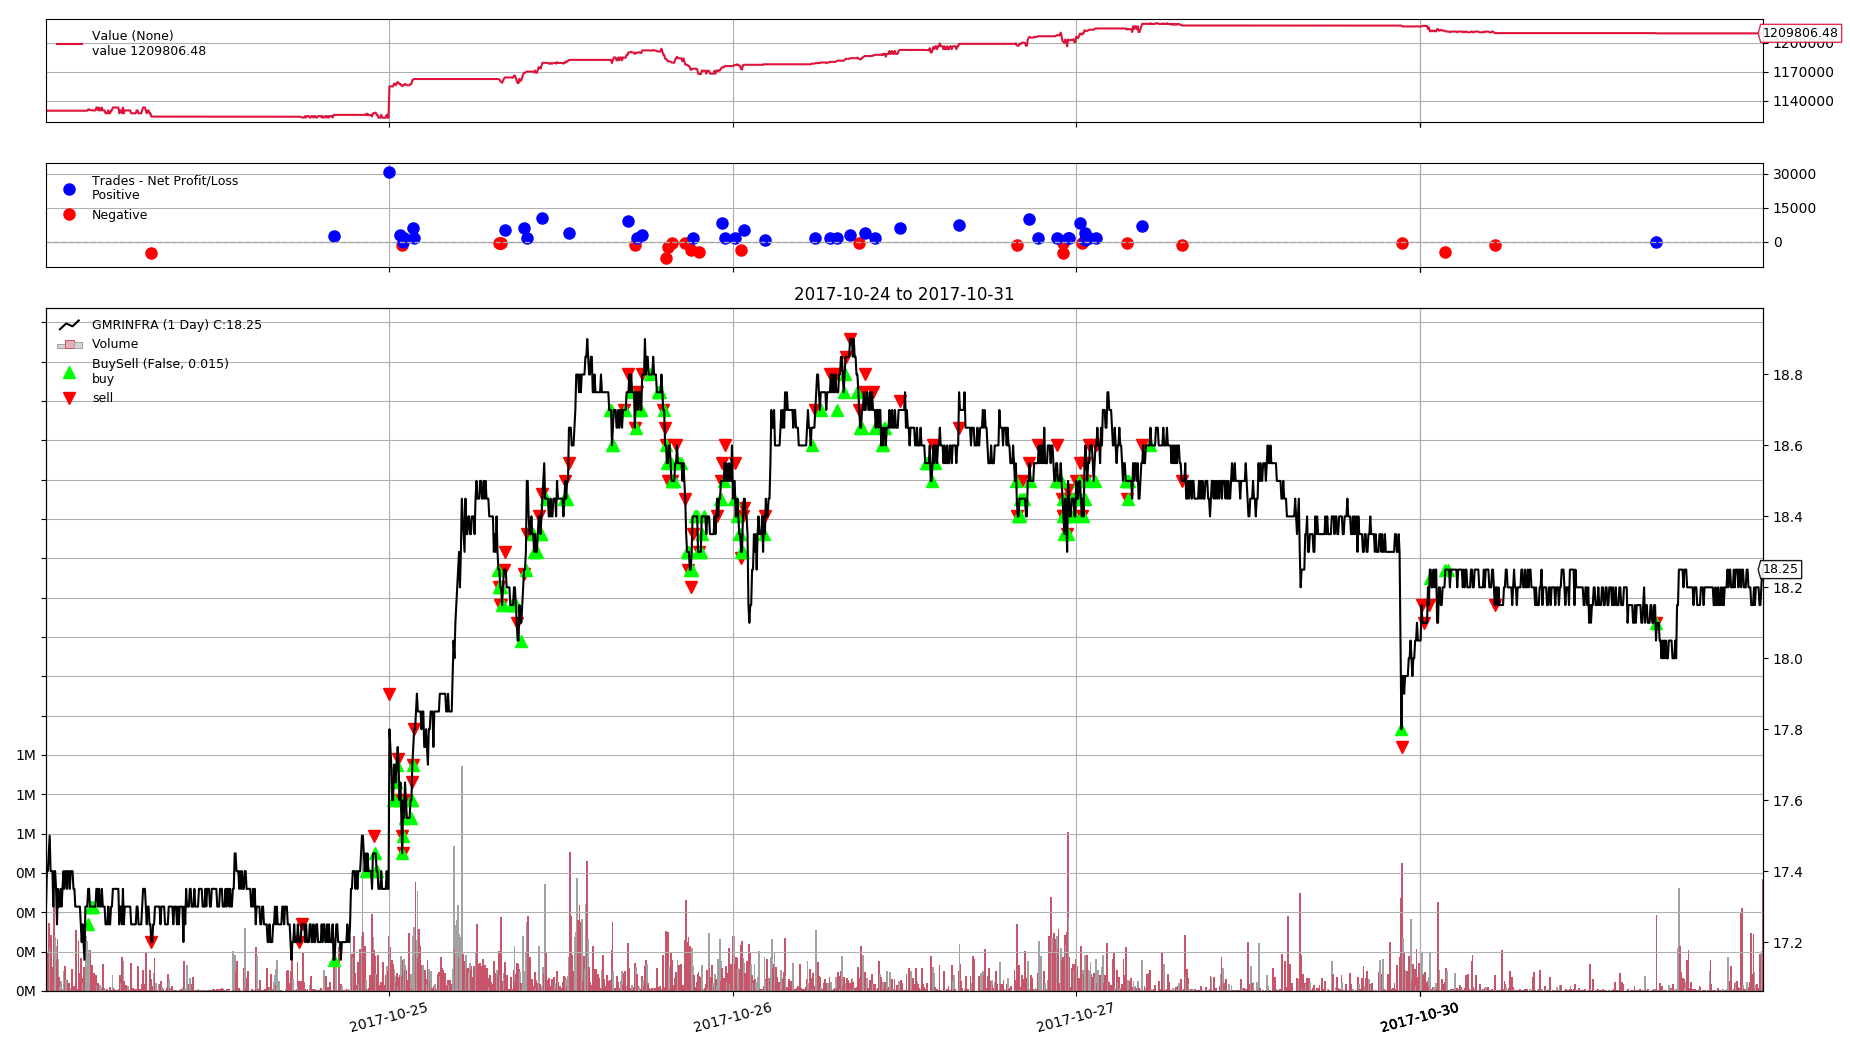 Value (None)
value 1209806.48
1209806.48
1200000
1170000
1140000
Trades - Net Profit/Loss
Positive
Negative
30000
15000
0
2017-10-24 to 2017-10-31
GMRINFRA (1 Day) C:18.25
Volume
BuySell (False, 0.015)
buy
sell
18.8
18.6
18.4
18.25
18.2
18.0
17.8
17.6
17.4
17.2
1M
1M
1M
0M
0M
0M
0M
2017-10-25
2017-10-26
2017-10-27
2017-10-30